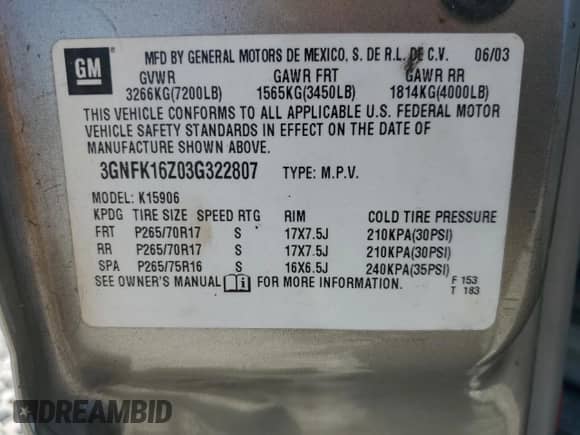 GM
MFD BY GENERAL MOTORS DE MEXICO, S. DE R.L. DE C.V. 06/03
GVWR GAWR FRT GAWR RR
3266KG(7200LB) 1565KG(3450LB) 1814KG(4000LB)
THIS VEHICLE CONFORMS TO ALL APPLICABLE U.S. FEDERAL MOTOR
VEHICLE SAFETY STANDARDS IN EFFECT ON THE DATE OF
MANUFACTURE SHOWN ABOVE.
3GNFK16Z03G322807 TYPE: M.P.V.
MODEL: K15906
KPDG TIRE SIZE SPEED RTG RIM COLD TIRE PRESSURE
FRT P265/70R17 S 17X7.5J 210KPA(30PSI)
RR P265/70R17 S 17X7.5J 210KPA(30PSI)
SPA P265/75R16 S 16X6.5J 240KPA(35PSI)
SEE OWNER'S MANUAL i FOR MORE INFORMATION.
F 153
T 183
DREAMBID